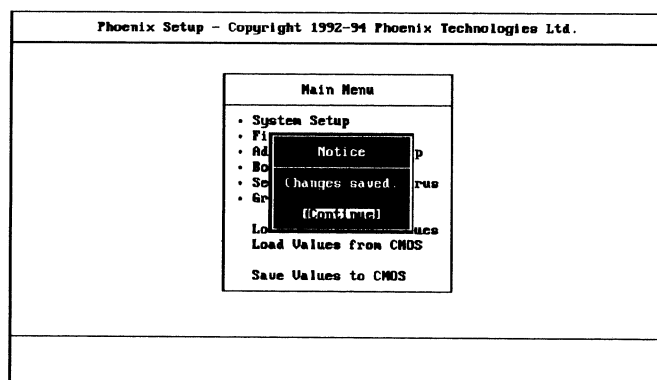 Phoenix Setup - Copyright 1992-94 Phoenix Technologies Ltd.
Main Menu
• System Setup
• Fi
• Ad p
• Bo
• Se rus
• Gr
Notice
Changes saved.
[Continue]
Lo ues
Load Values from CMOS
Save Values to CMOS